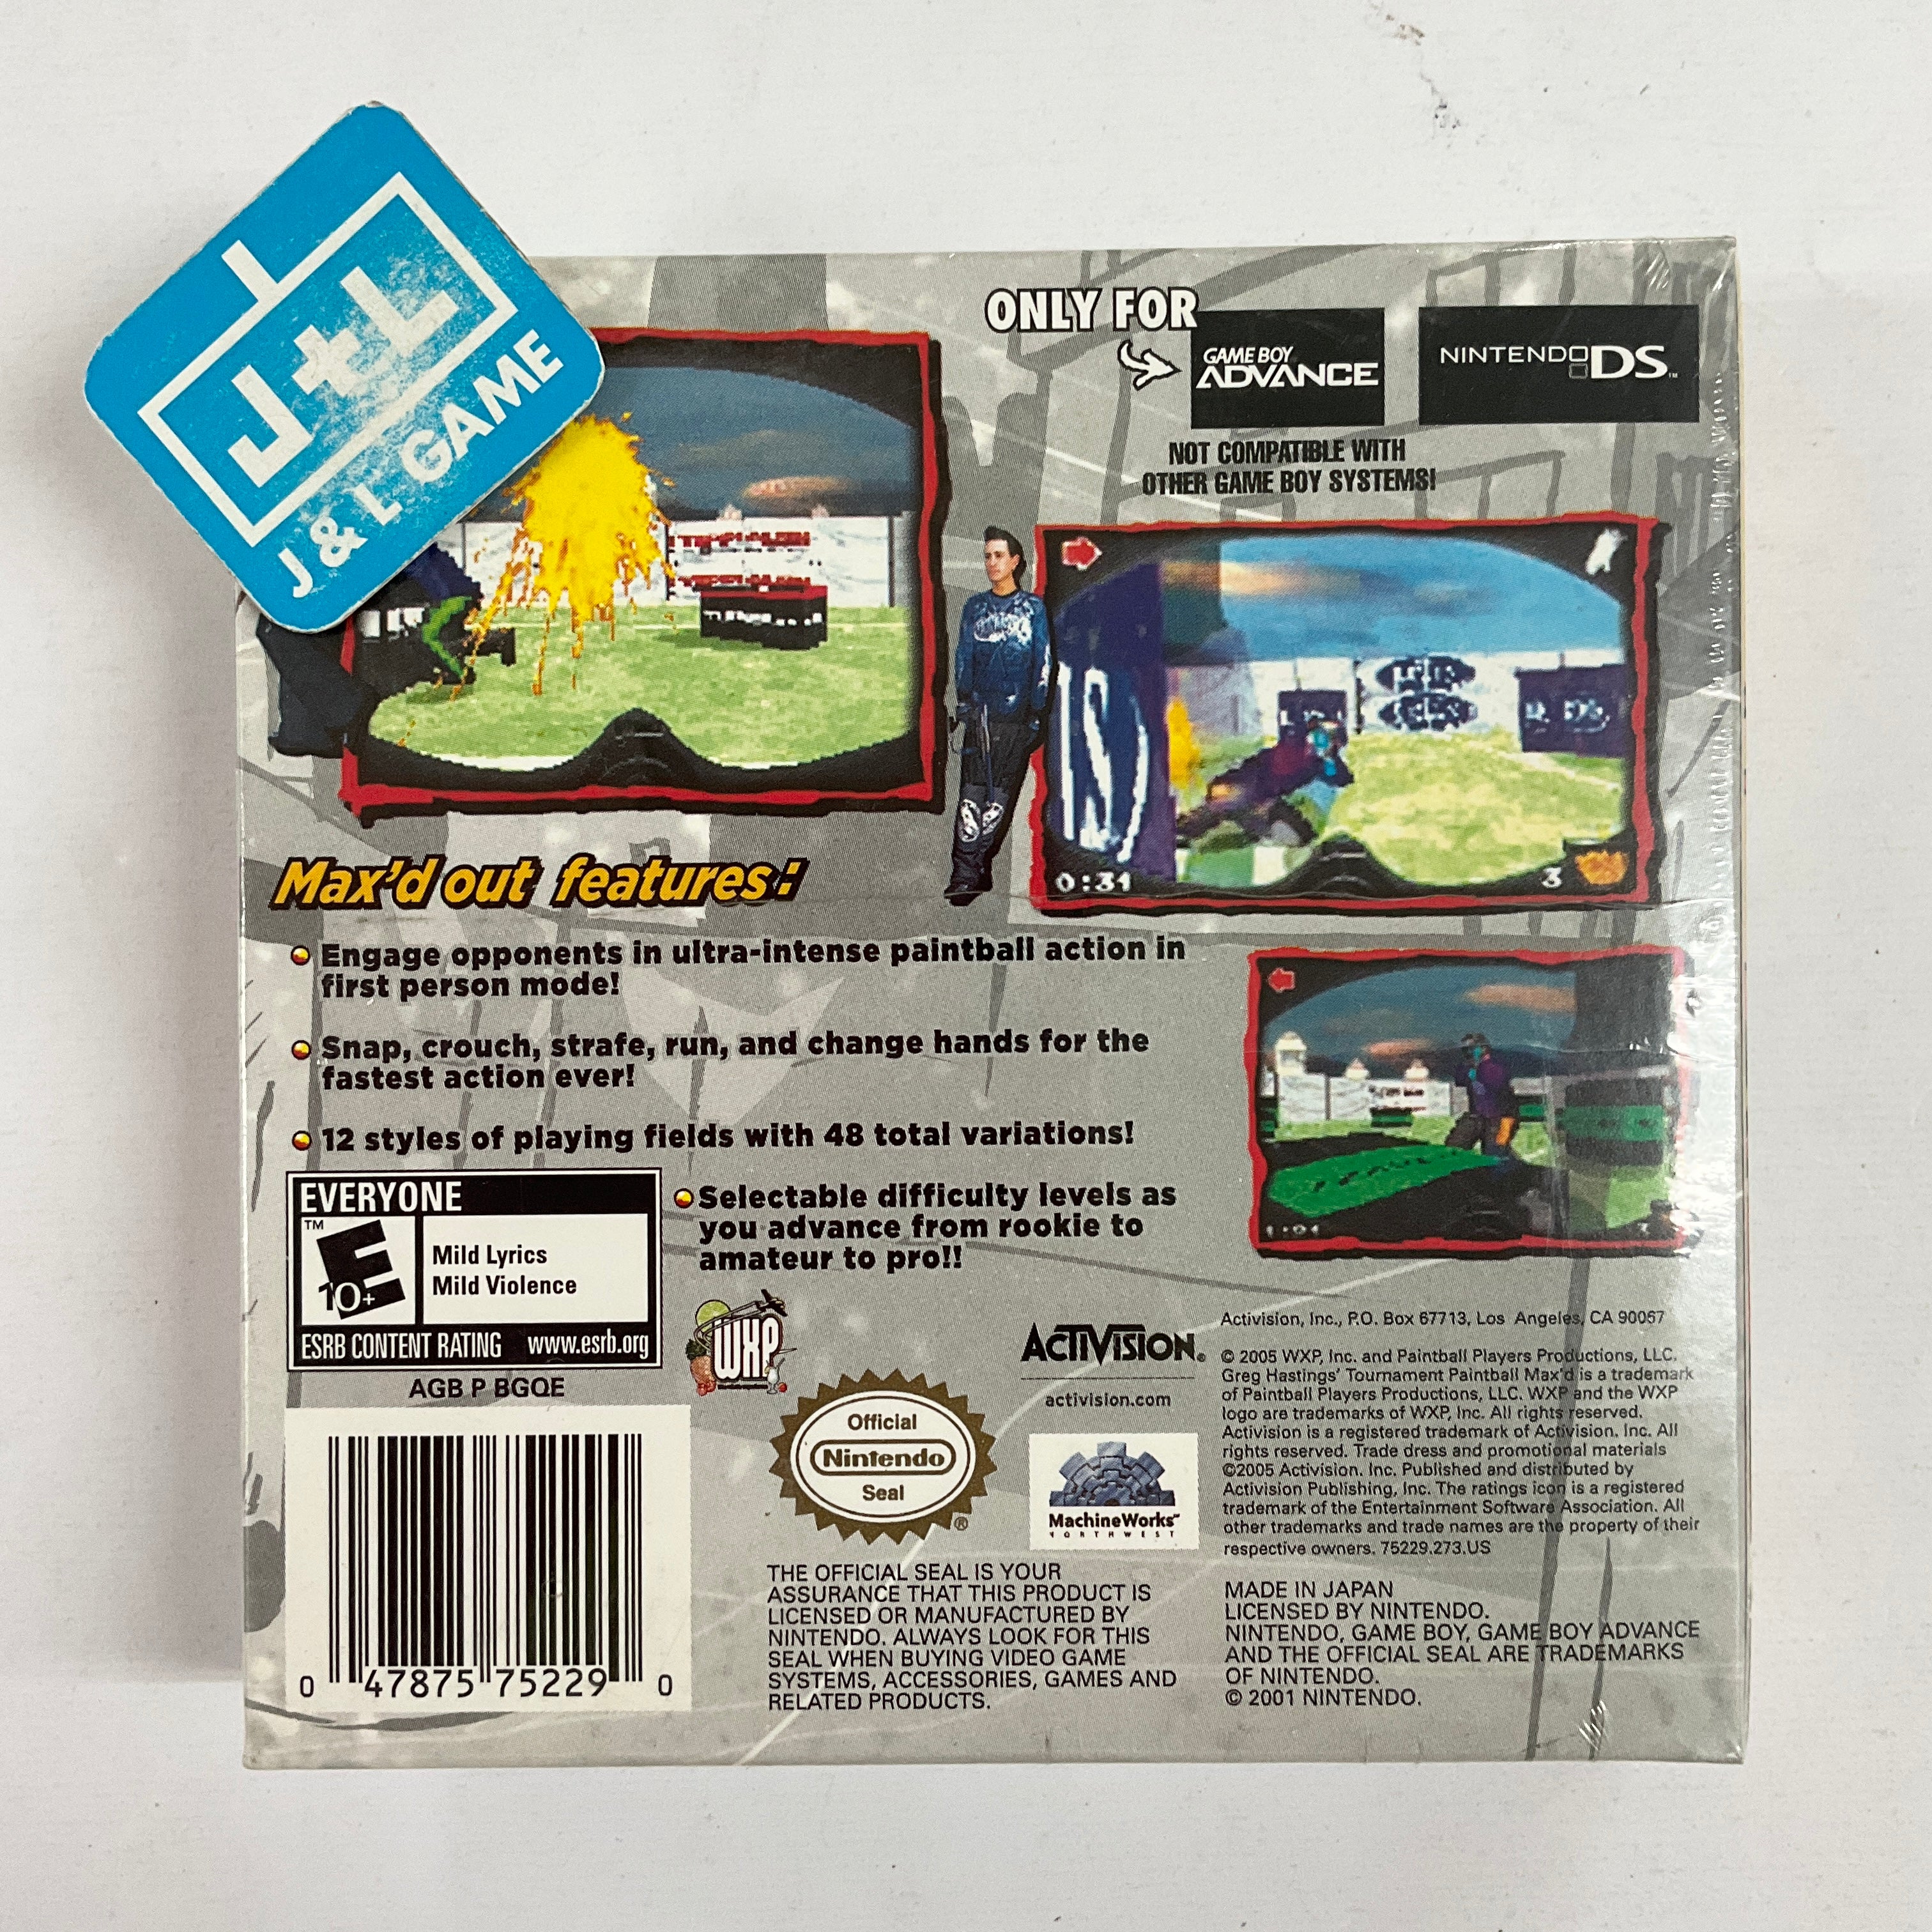 J+L
J & L GAME
ONLY FOR
GAME BOY
ADVANCE
NINTENDO DS™
NOT COMPATIBLE WITH
OTHER GAME BOY SYSTEMS!
0:31
3
Max'd out features:
Engage opponents in ultra-intense paintball action in
first person mode!
Snap, crouch, strafe, run, and change hands for the
fastest action ever!
12 styles of playing fields with 48 total variations!
Selectable difficulty levels as
you advance from rookie to
amateur to pro!!
EVERYONE
™
E
10+
Mild Lyrics
Mild Violence
ESRB CONTENT RATING www.esrb.org
AGB P BGQE
0 47875 75229 0
WXP
Official
Nintendo
Seal
®
THE OFFICIAL SEAL IS YOUR
ASSURANCE THAT THIS PRODUCT IS
LICENSED OR MANUFACTURED BY
NINTENDO. ALWAYS LOOK FOR THIS
SEAL WHEN BUYING VIDEO GAME
SYSTEMS, ACCESSORIES, GAMES AND
RELATED PRODUCTS.
ACTIVISION®
activision.com
MachineWorks℠
NORTHWEST
Activision, Inc., P.O. Box 67713, Los Angeles, CA 90067
© 2005 WXP, Inc. and Paintball Players Productions, LLC.
Greg Hastings' Tournament Paintball Max'd is a trademark
of Paintball Players Productions, LLC. WXP and the WXP
logo are trademarks of WXP, Inc. All rights reserved.
Activision is a registered trademark of Activision. Inc. All
rights reserved. Trade dress and promotional materials
©2005 Activision. Inc. Published and distributed by
Activision Publishing, Inc. The ratings icon is a registered
trademark of the Entertainment Software Association. All
other trademarks and trade names are the property of their
respective owners. 75229.273.US
MADE IN JAPAN
LICENSED BY NINTENDO.
NINTENDO, GAME BOY, GAME BOY ADVANCE
AND THE OFFICIAL SEAL ARE TRADEMARKS
OF NINTENDO.
© 2001 NINTENDO.